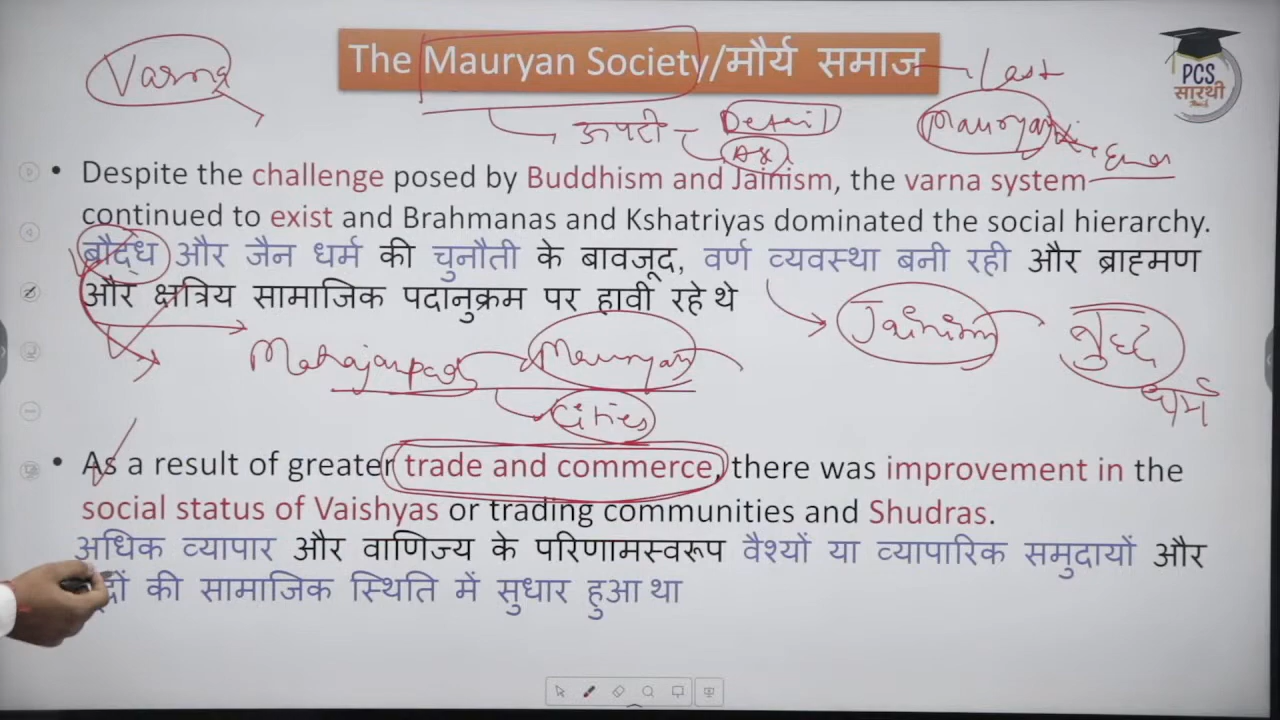 Varna
The Mauryan Society/मौर्य समाज
Last
PCS
सारथी
ऊपटी
Detail
Mauryan
• Despite the challenge posed by Buddhism and Jainism, the varna system
continued to exist and Brahmanas and Kshatriyas dominated the social hierarchy.
बौद्ध और जैन धर्म की चुनौती के बावजूद, वर्ण व्यवस्था बनी रही और ब्राह्मण
और क्षत्रिय सामाजिक पदानुक्रम पर हावी रहे थे
Mahajanpad
Mauryan
Jainism
बुद्ध
धर्म
Cities
• As a result of greater trade and commerce, there was improvement in the
social status of Vaishyas or trading communities and Shudras.
अधिक व्यापार और वाणिज्य के परिणामस्वरूप वैश्यों या व्यापारिक समुदायों और
की सामाजिक स्थिति में सुधार हुआ था